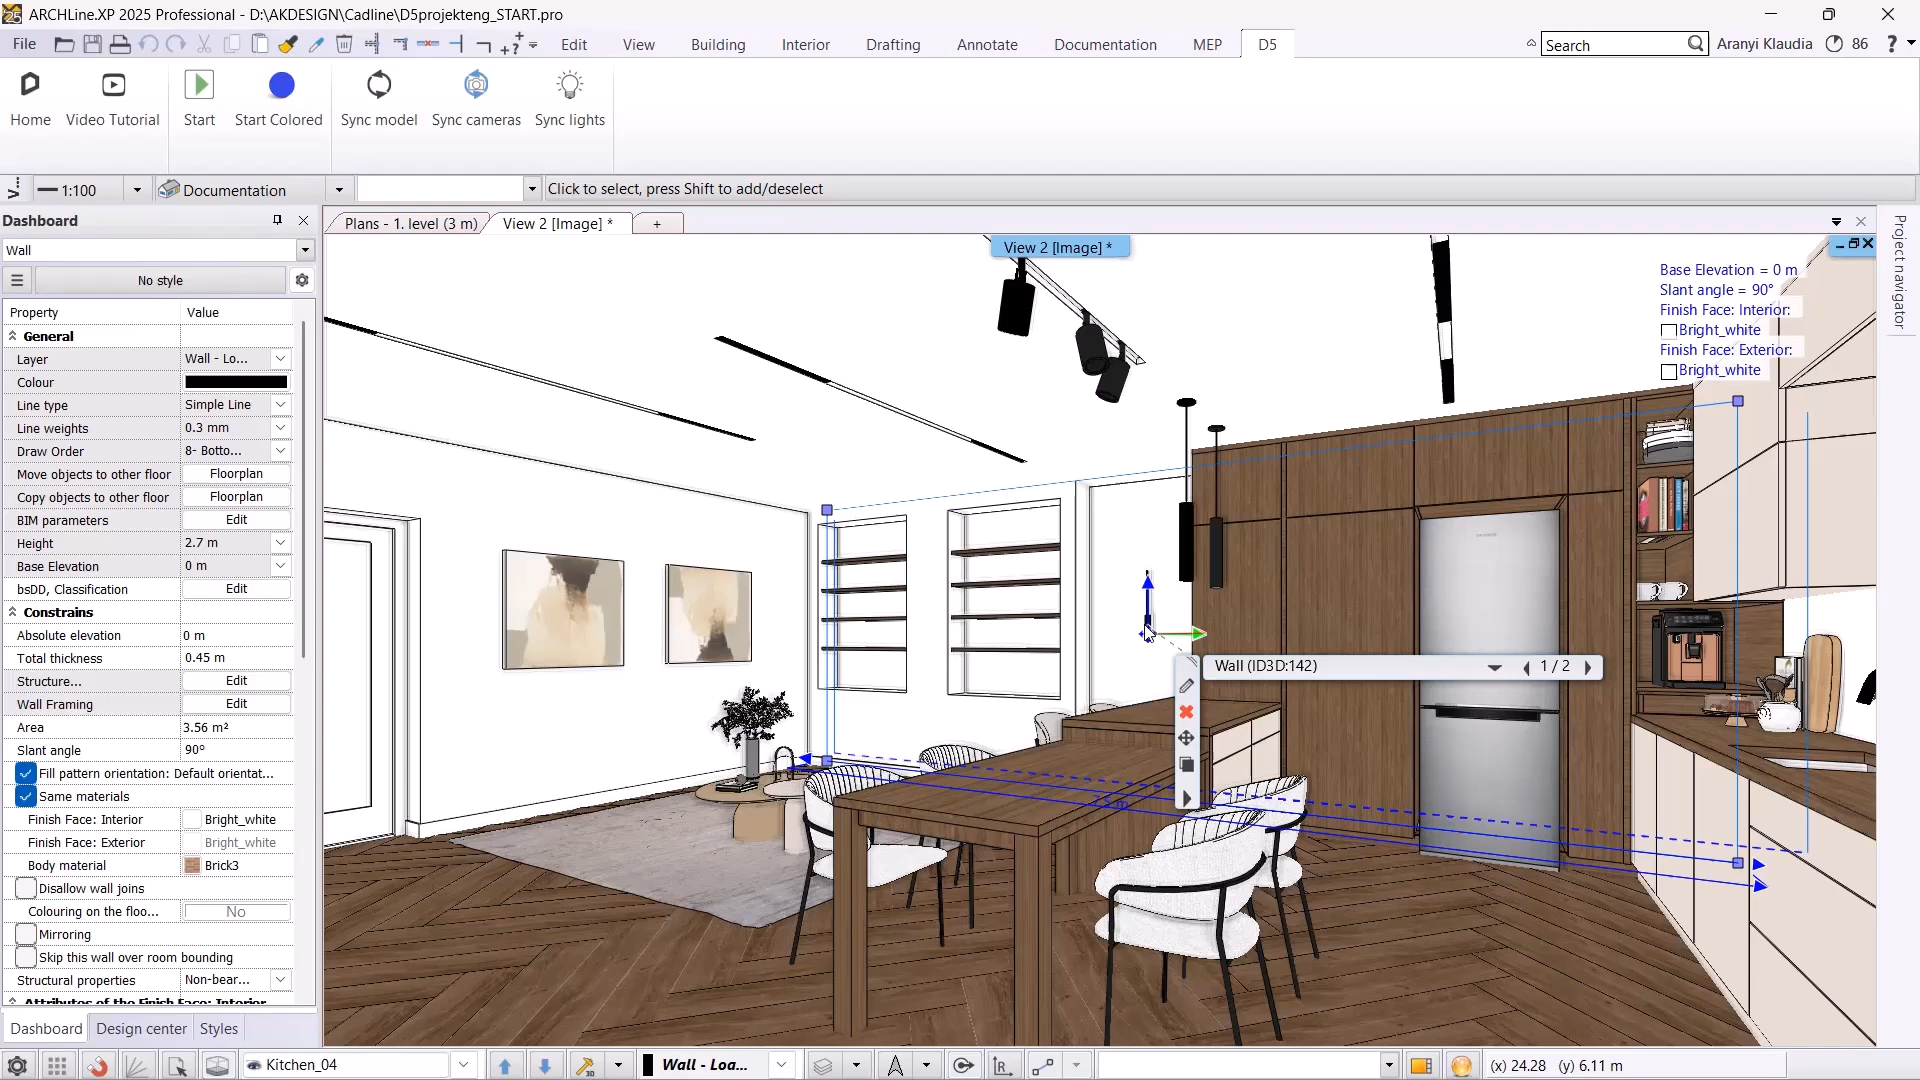 ARCHLine.XP 2025 Professional - D:\AKDESIGN\Cadline\D5projekteng_START.pro
File Edit View Building Interior Drafting Annotate Documentation MEP D5 Search Aranyi Klaudia 86 ?
Home Video Tutorial Start Start Colored Sync model Sync cameras Sync lights
1:100 Documentation Click to select, press Shift to add/deselect
Dashboard
Plans - 1. level (3 m) View 2 [Image] * +
Wall
View 2 [Image] *
Project navigator
No style
Base Elevation = 0 m
Slant angle = 90°
Finish Face: Interior:
Bright_white
Finish Face: Exterior:
Bright_white
Property Value
General
Layer Wall - Lo...
Colour
Line type Simple Line
Line weights 0.3 mm
Draw Order 8- Botto...
Move objects to other floor Floorplan
Copy objects to other floor Floorplan
BIM parameters Edit
Height 2.7 m
Base Elevation 0 m
bsDD, Classification Edit
Constrains
Absolute elevation 0 m
Total thickness 0.45 m
Structure... Edit
Wall Framing Edit
Area 3.56 m²
Slant angle 90°
Fill pattern orientation: Default orientat...
Same materials
Finish Face: Interior Bright_white
Finish Face: Exterior Bright_white
Body material Brick3
Disallow wall joins
Colouring on the floo... No
Mirroring
Skip this wall over room bounding
Structural properties Non-bear...
Attributes of the Finish Face: Interior
Wall (ID3D:142) 1 / 2
Dashboard Design center Styles
Kitchen_04 Wall - Loa... (x) 24.28 (y) 6.11 m